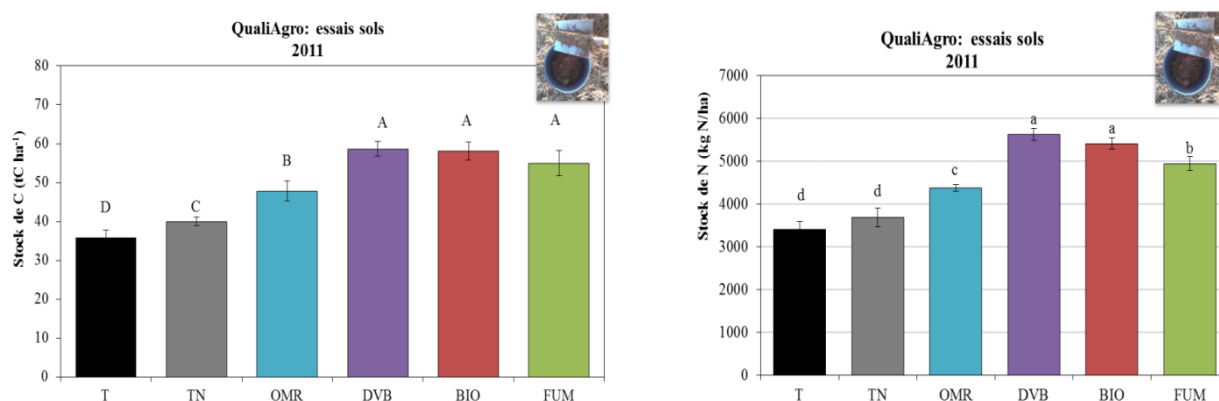 QualiAgro: essais sols
2011
Stock de C (tC ha⁻¹)
80
70
60
50
40
30
20
10
0
D
C
B
A
A
A
T TN OMR DVB BIO FUM
QualiAgro: essais sols
2011
Stock de N (kg N/ha)
7000
6000
5000
4000
3000
2000
1000
0
d
d
c
a
a
b
T TN OMR DVB BIO FUM